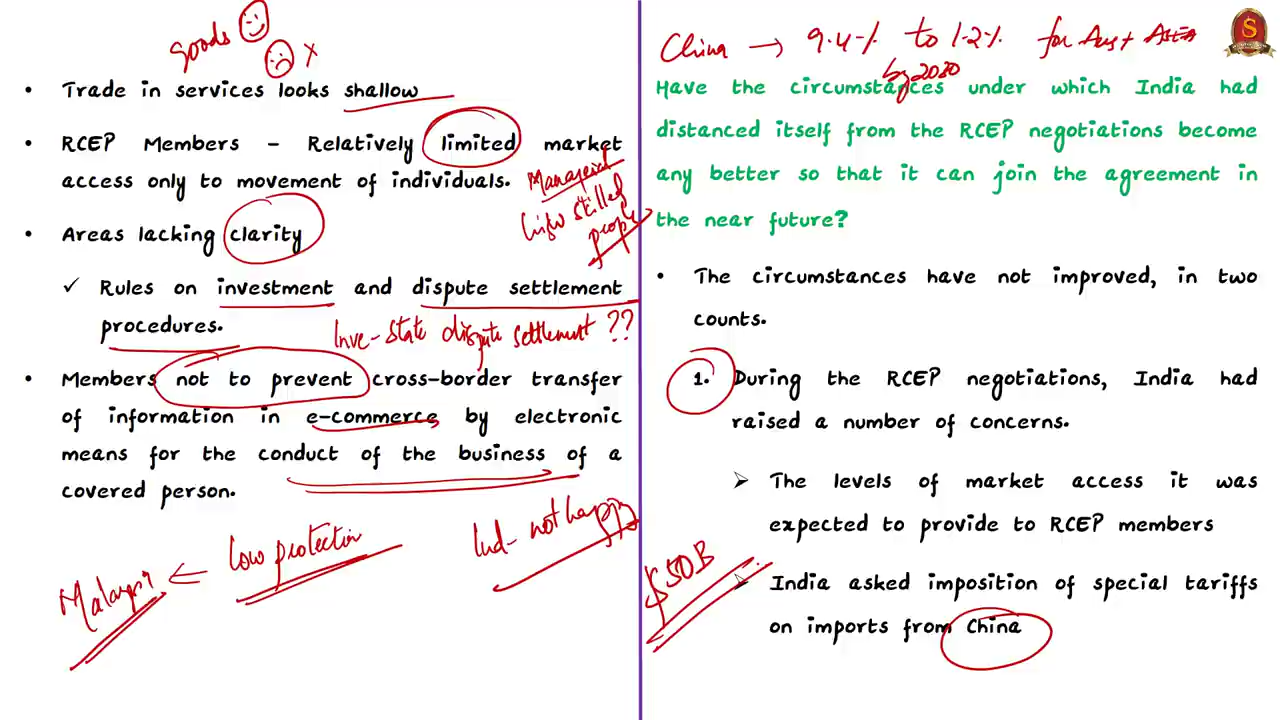 goods
x
• Trade in services looks shallow
• RCEP Members – Relatively limited market
access only to movement of individuals.
Managerial
high skilled
people
• Areas lacking clarity
✓ Rules on investment and dispute settlement
procedures.
Inve-State dispute settlement ??
• Members not to prevent cross-border transfer
of information in e-commerce by electronic
means for the conduct of the business of a
covered person.
Ind- not happy
low protection
Malaysi
China → 9.4% to 1.2% for Aust
by 2030
S
Have the circumstances under which India had
distanced itself from the RCEP negotiations become
any better so that it can join the agreement in
the near future?
• The circumstances have not improved, in two
counts.
1. During the RCEP negotiations, India had
raised a number of concerns.
➢ The levels of market access it was
expected to provide to RCEP members
$50B
➢ India asked imposition of special tariffs
on imports from China